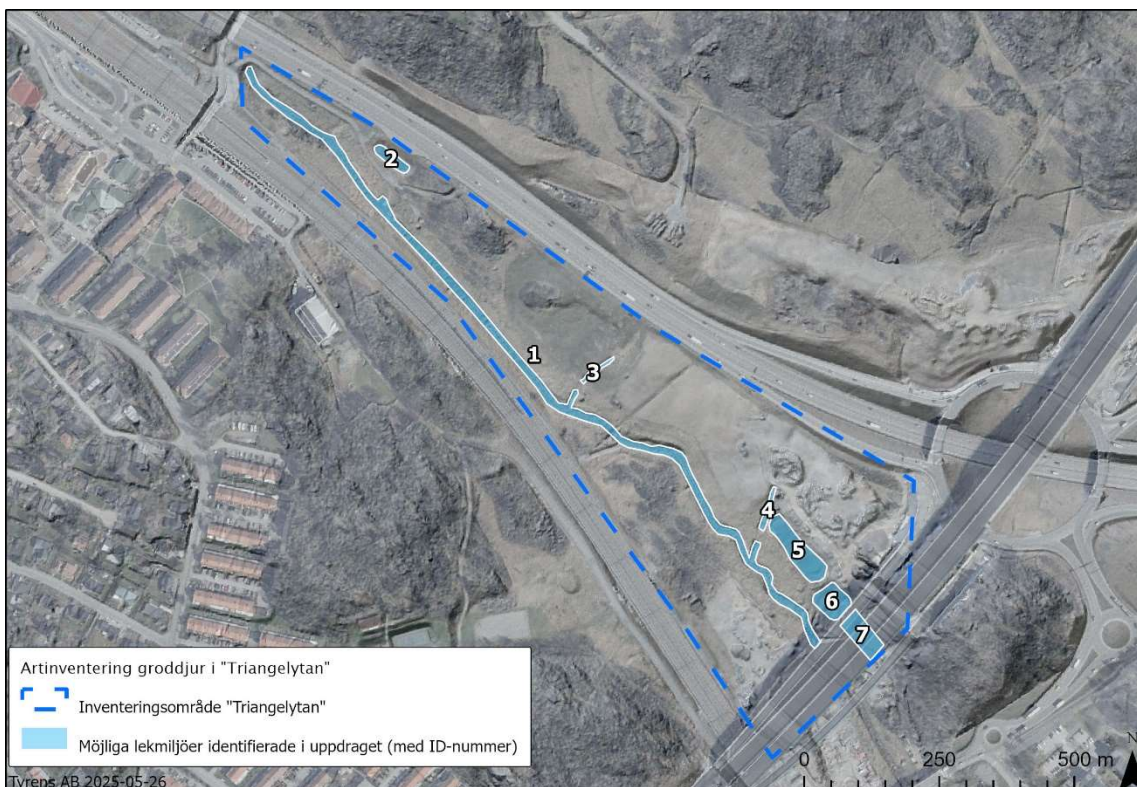 2
1
3
4
5
6
7
Artinventering groddjur i "Triangelytan"
Inventeringsområde "Triangelytan"
Möjliga lekmiljöer identifierade i uppdraget (med ID-nummer)
Tyréns AB 2025-05-26
0 250 500 m
N